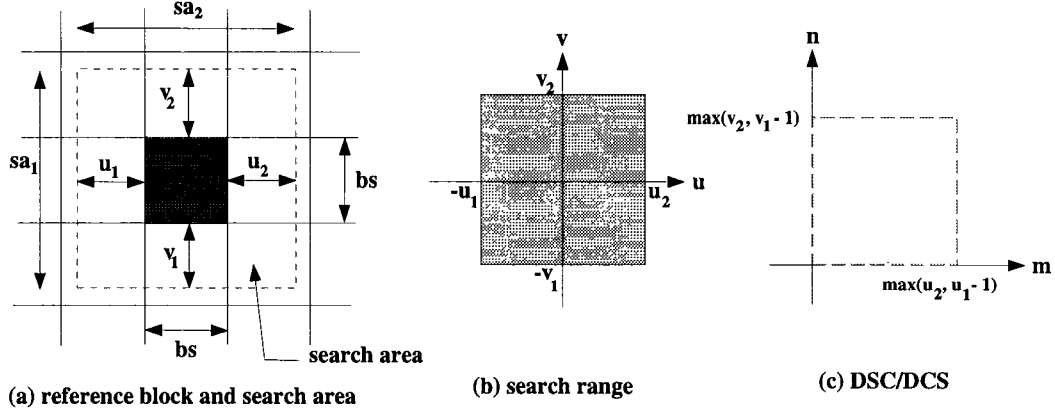 sa2
v2
sa1
u1
u2
bs
v1
bs
search area
(a) reference block and search area
v
v2
-u1
u2
u
-v1
(b) search range
n
max(v2, v1 - 1)
m
max(u2, u1 - 1)
(c) DSC/DCS